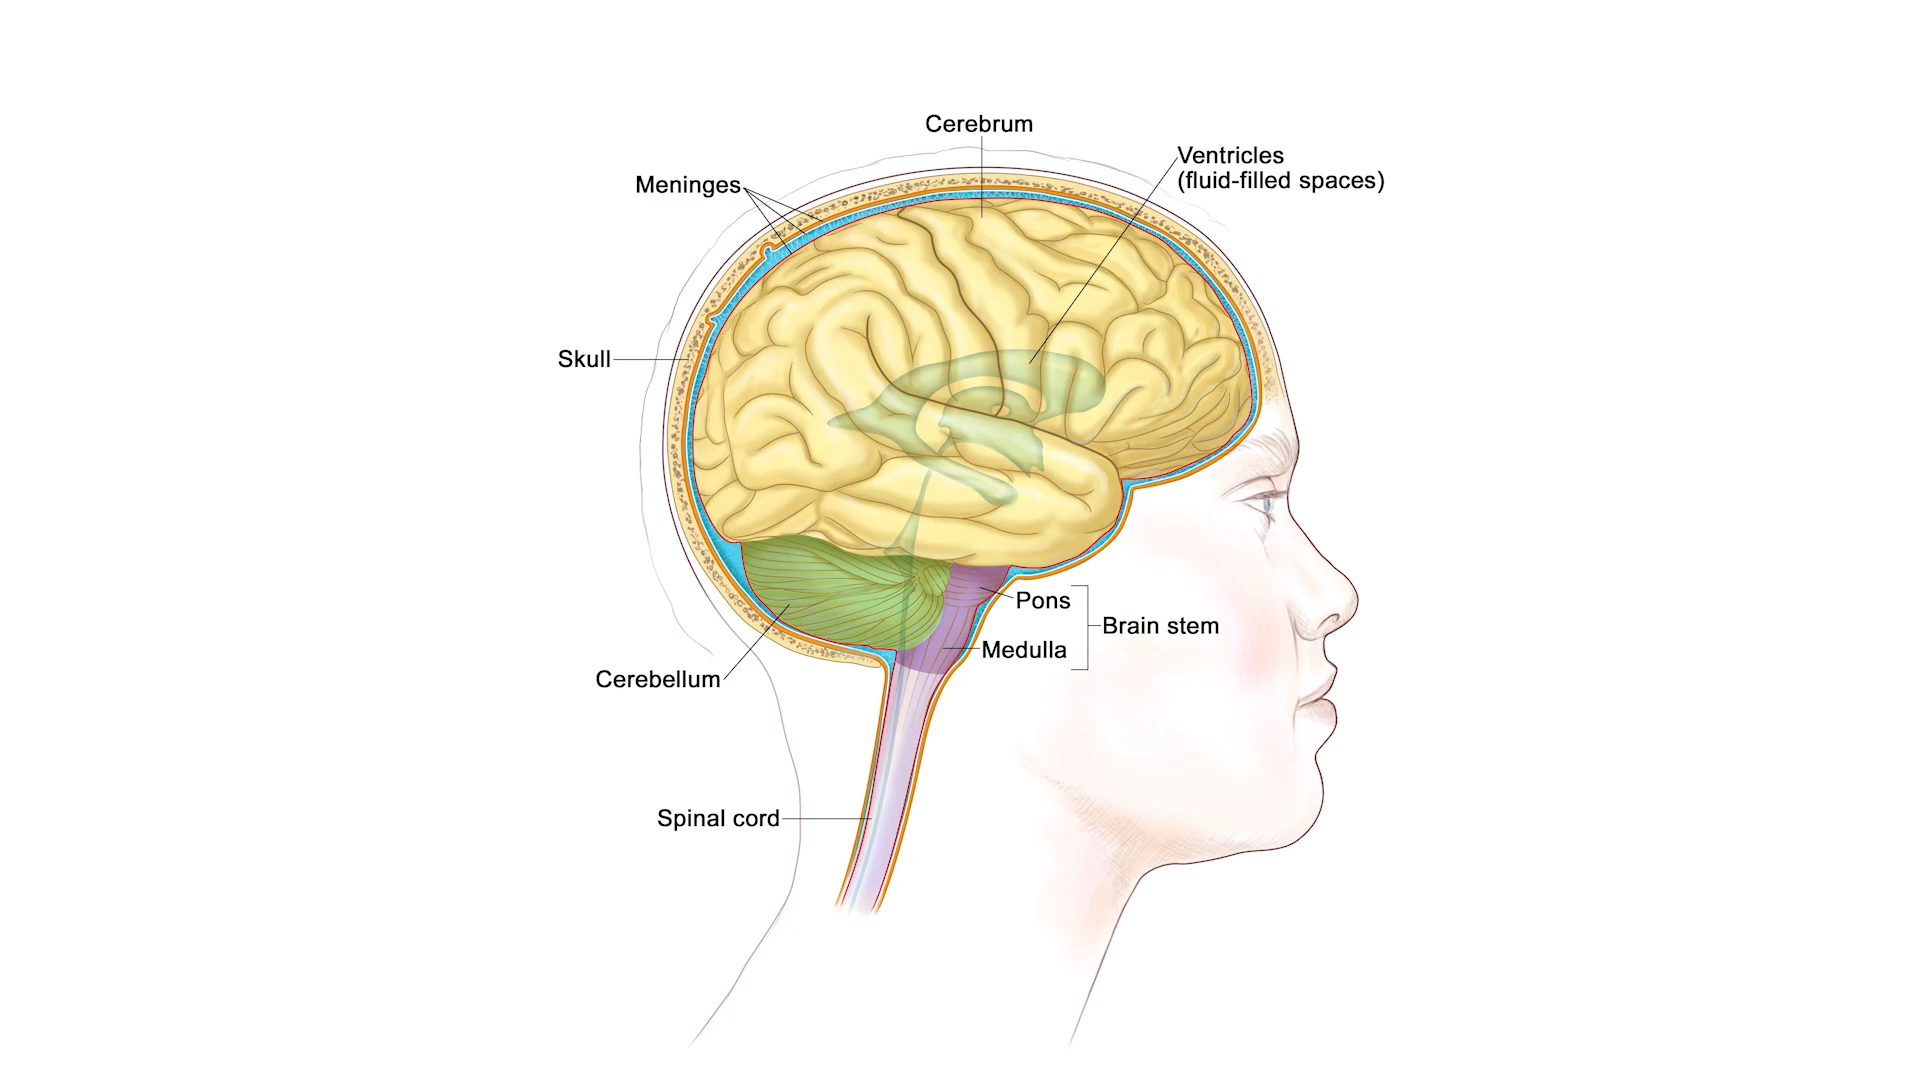 Cerebrum
Ventricles
(fluid-filled spaces)
Meninges
Skull
Pons
Brain stem
Medulla
Cerebellum
Spinal cord